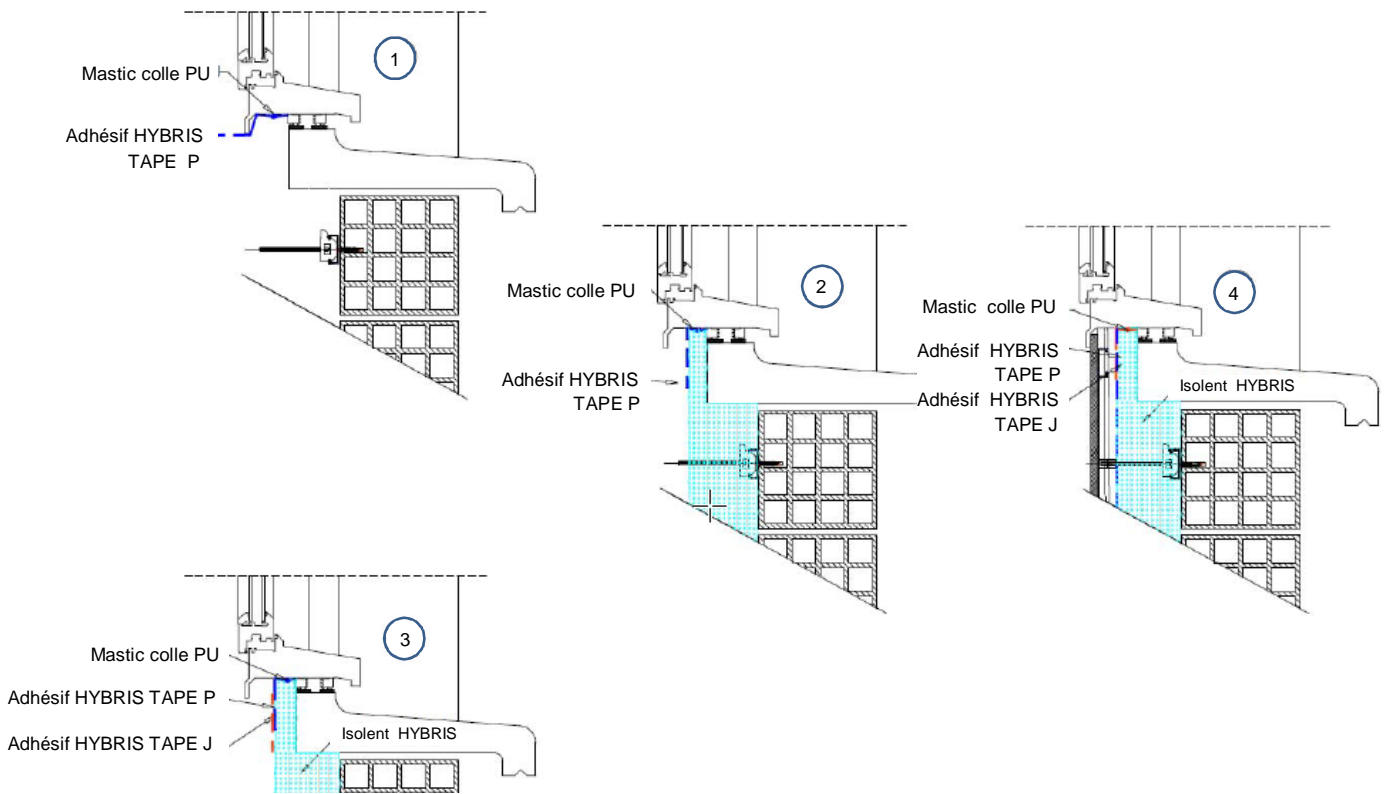 1
Mastic colle PU
Adhésif HYBRIS
TAPE P
2
Mastic colle PU
Adhésif HYBRIS
TAPE P
4
Mastic colle PU
Adhésif HYBRIS
TAPE P
Adhésif HYBRIS
TAPE J
Isolent HYBRIS
3
Mastic colle PU
Adhésif HYBRIS TAPE P
Adhésif HYBRIS TAPE J
Isolent HYBRIS